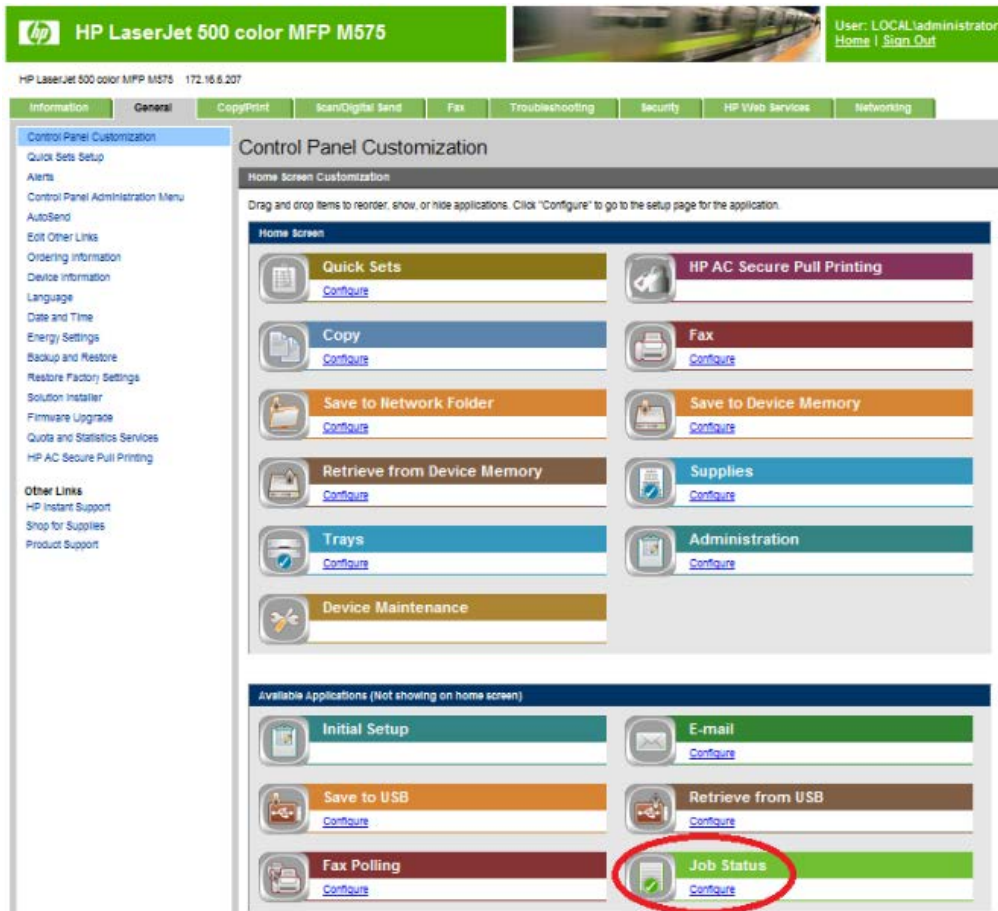 hp HP LaserJet 500 color MFP M575
User: LOCAL\administrator
Home | Sign Out
HP LaserJet 500 color MFP M575 172.16.6.207
Information General Copy/Print Scan/Digital Send Fax Troubleshooting Security HP Web Services Networking
Control Panel Customization
Quick Sets Setup
Alerts
Control Panel Administration Menu
AutoSend
Edit Other Links
Ordering Information
Device Information
Language
Date and Time
Energy Settings
Backup and Restore
Restore Factory Settings
Solution Installer
Firmware Upgrade
Quota and Statistics Services
HP AC Secure Pull Printing
Other Links
HP Instant Support
Shop for Supplies
Product Support
Control Panel Customization
Home Screen Customization
Drag and drop items to reorder, show, or hide applications. Click "Configure" to go to the setup page for the application.
Home Screen
Quick Sets
Configure
HP AC Secure Pull Printing
Copy
Configure
Fax
Configure
Save to Network Folder
Configure
Save to Device Memory
Configure
Retrieve from Device Memory
Configure
Supplies
Configure
Trays
Configure
Administration
Configure
Device Maintenance
Available Applications (Not showing on home screen)
Initial Setup
E-mail
Configure
Save to USB
Configure
Retrieve from USB
Configure
Fax Polling
Configure
Job Status
Configure